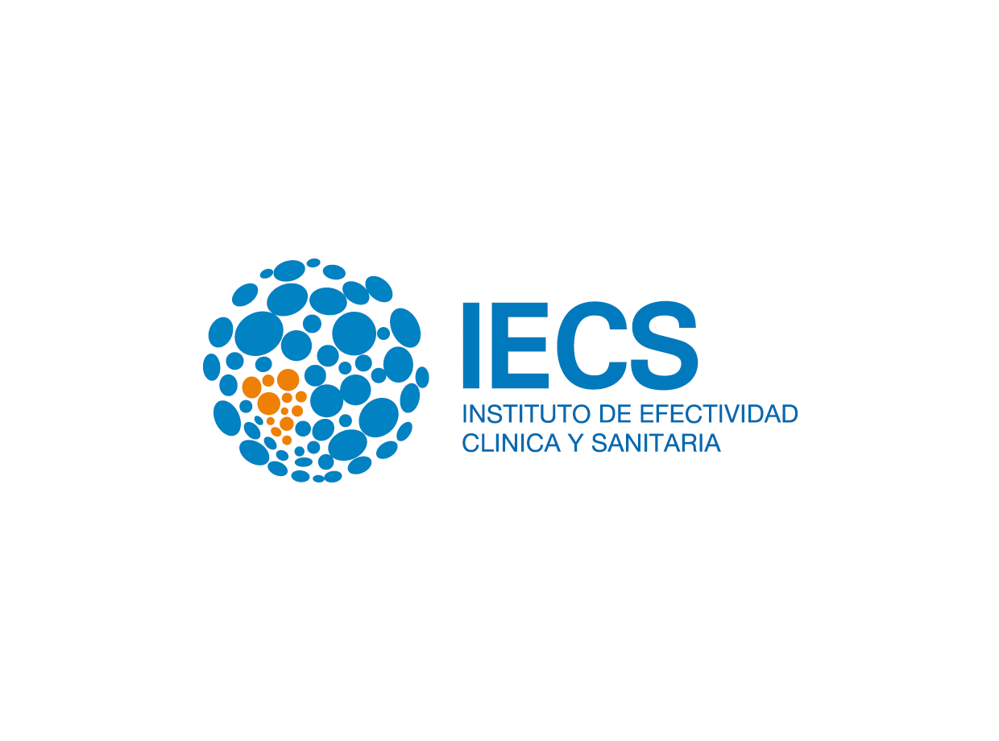 IECS
INSTITUTO DE EFECTIVIDAD
CLINICA Y SANITARIA